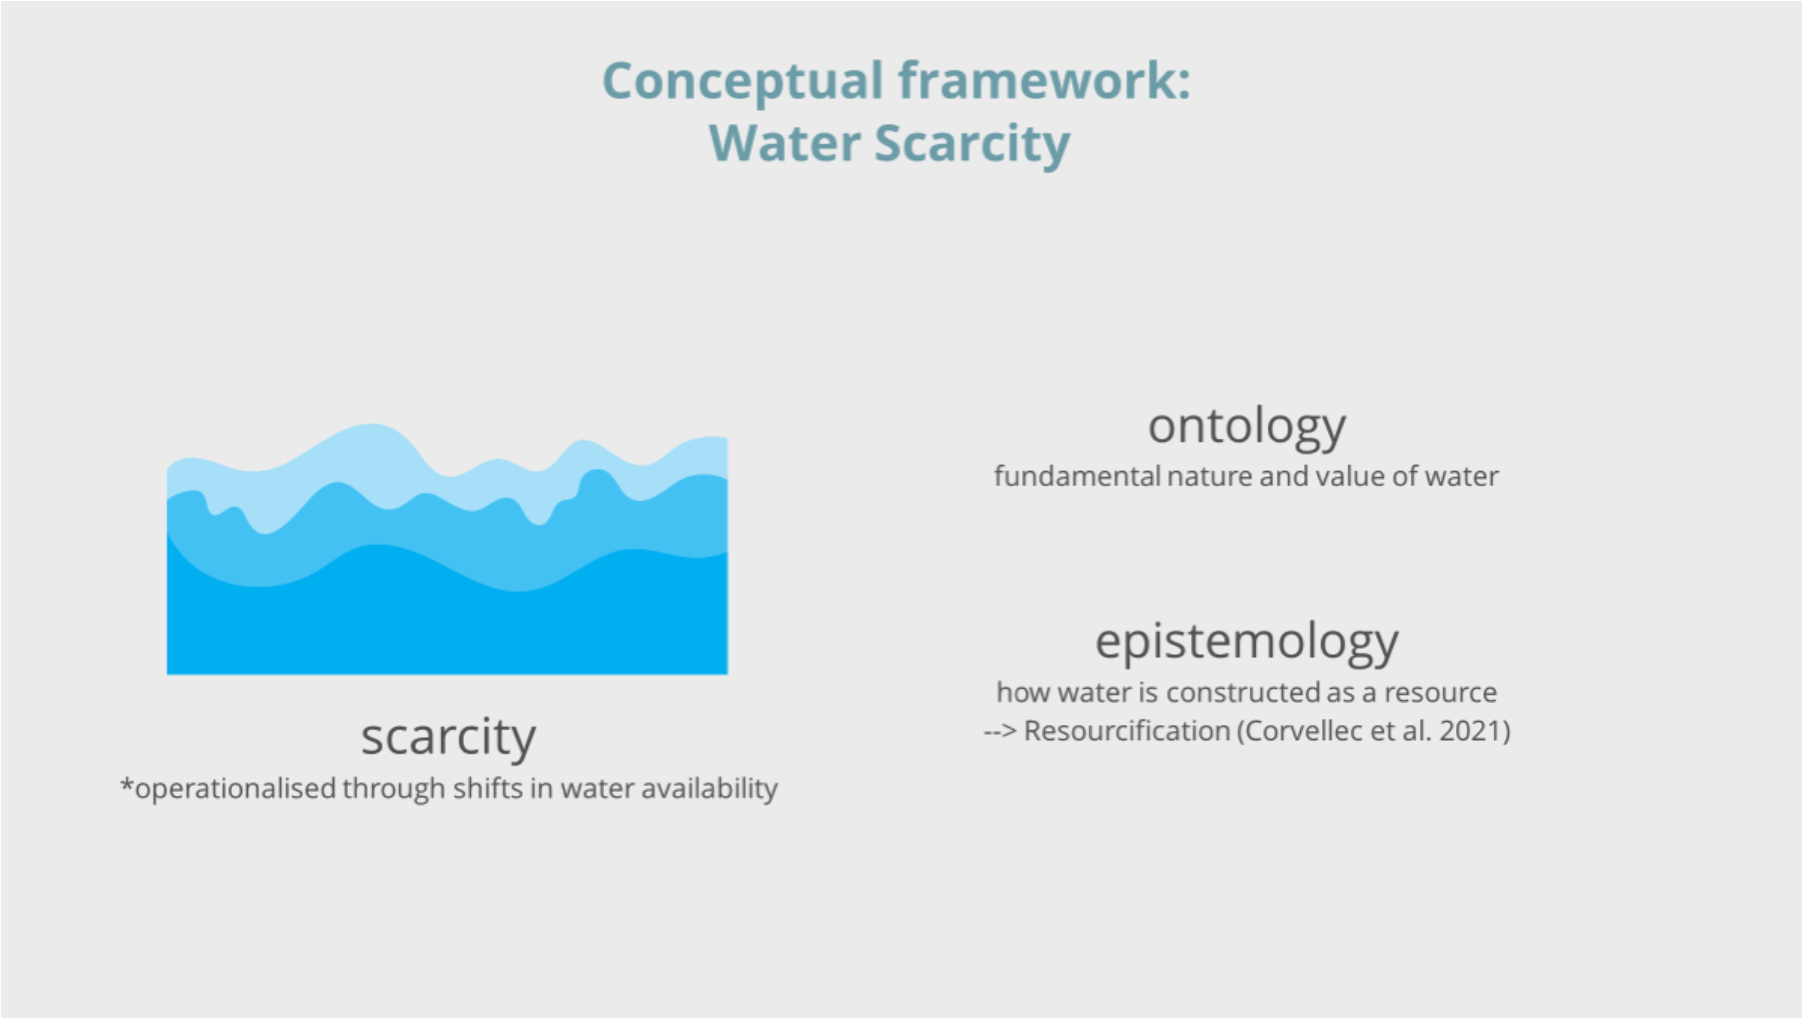 Conceptual framework:
Water Scarcity
scarcity
*operationalised through shifts in water availability
ontology
fundamental nature and value of water
epistemology
how water is constructed as a resource
--> Resourcification (Corvellec et al. 2021)